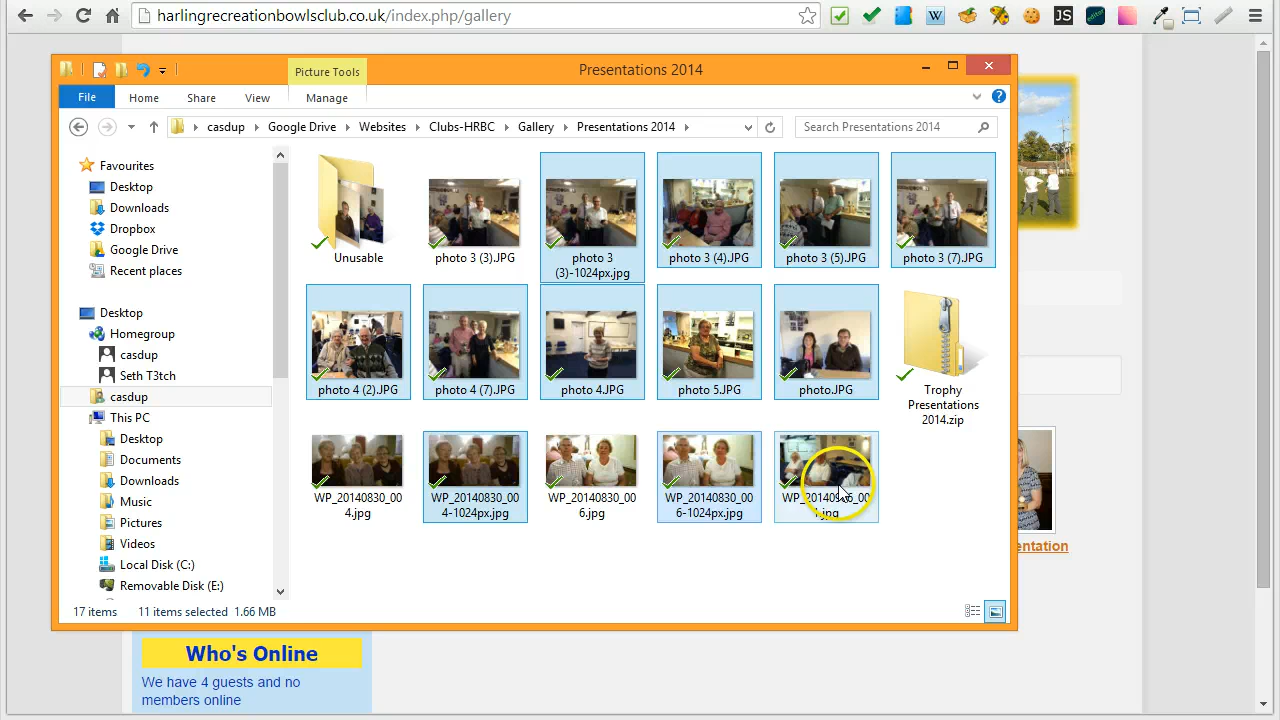 harlingrecreationbowlsclub.co.uk/index.php/gallery
W
JS
editor
Picture Tools
Presentations 2014
File
Home
Share
View
Manage
casdup
Google Drive
Websites
Clubs-HRBC
Gallery
Presentations 2014
Search Presentations 2014
Favourites
Desktop
Downloads
Dropbox
Google Drive
Recent places
Desktop
Homegroup
casdup
Seth T3tch
casdup
This PC
Desktop
Documents
Downloads
Music
Pictures
Videos
Local Disk (C:)
Removable Disk (E:)
Unusable
photo 3 (3).JPG
photo 3
(3)-1024px.jpg
photo 3 (4).JPG
photo 3 (5).JPG
photo 3 (7).JPG
photo 4 (2).JPG
photo 4 (7).JPG
photo 4.JPG
photo 5.JPG
photo.JPG
Trophy
Presentations
2014.zip
WP_20140830_00
4.jpg
WP_20140830_00
4-1024px.jpg
WP_20140830_00
6.jpg
WP_20140830_00
6-1024px.jpg
.jpg
17 items
11 items selected
1.66 MB
entation
Who's Online
We have 4 guests and no
members online